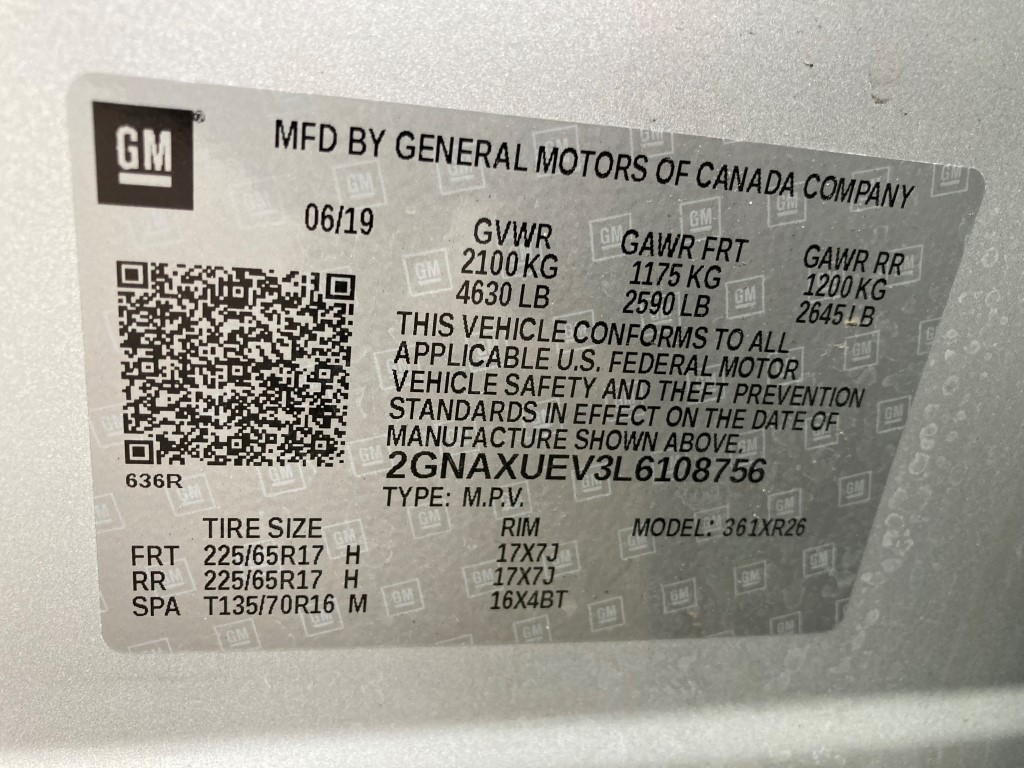 GM®
MFD BY GENERAL MOTORS OF CANADA COMPANY
06/19 GVWR GAWR FRT GAWR RR
2100 KG 1175 KG 1200 KG
4630 LB 2590 LB 2645 LB
THIS VEHICLE CONFORMS TO ALL
APPLICABLE U.S. FEDERAL MOTOR
VEHICLE SAFETY AND THEFT PREVENTION
STANDARDS IN EFFECT ON THE DATE OF
MANUFACTURE SHOWN ABOVE.
2GNAXUEV3L6108756
636R
TYPE: M.P.V.
TIRE SIZE RIM MODEL: 361XR26
FRT 225/65R17 H 17X7J
RR 225/65R17 H 17X7J
SPA T135/70R16 M 16X4BT